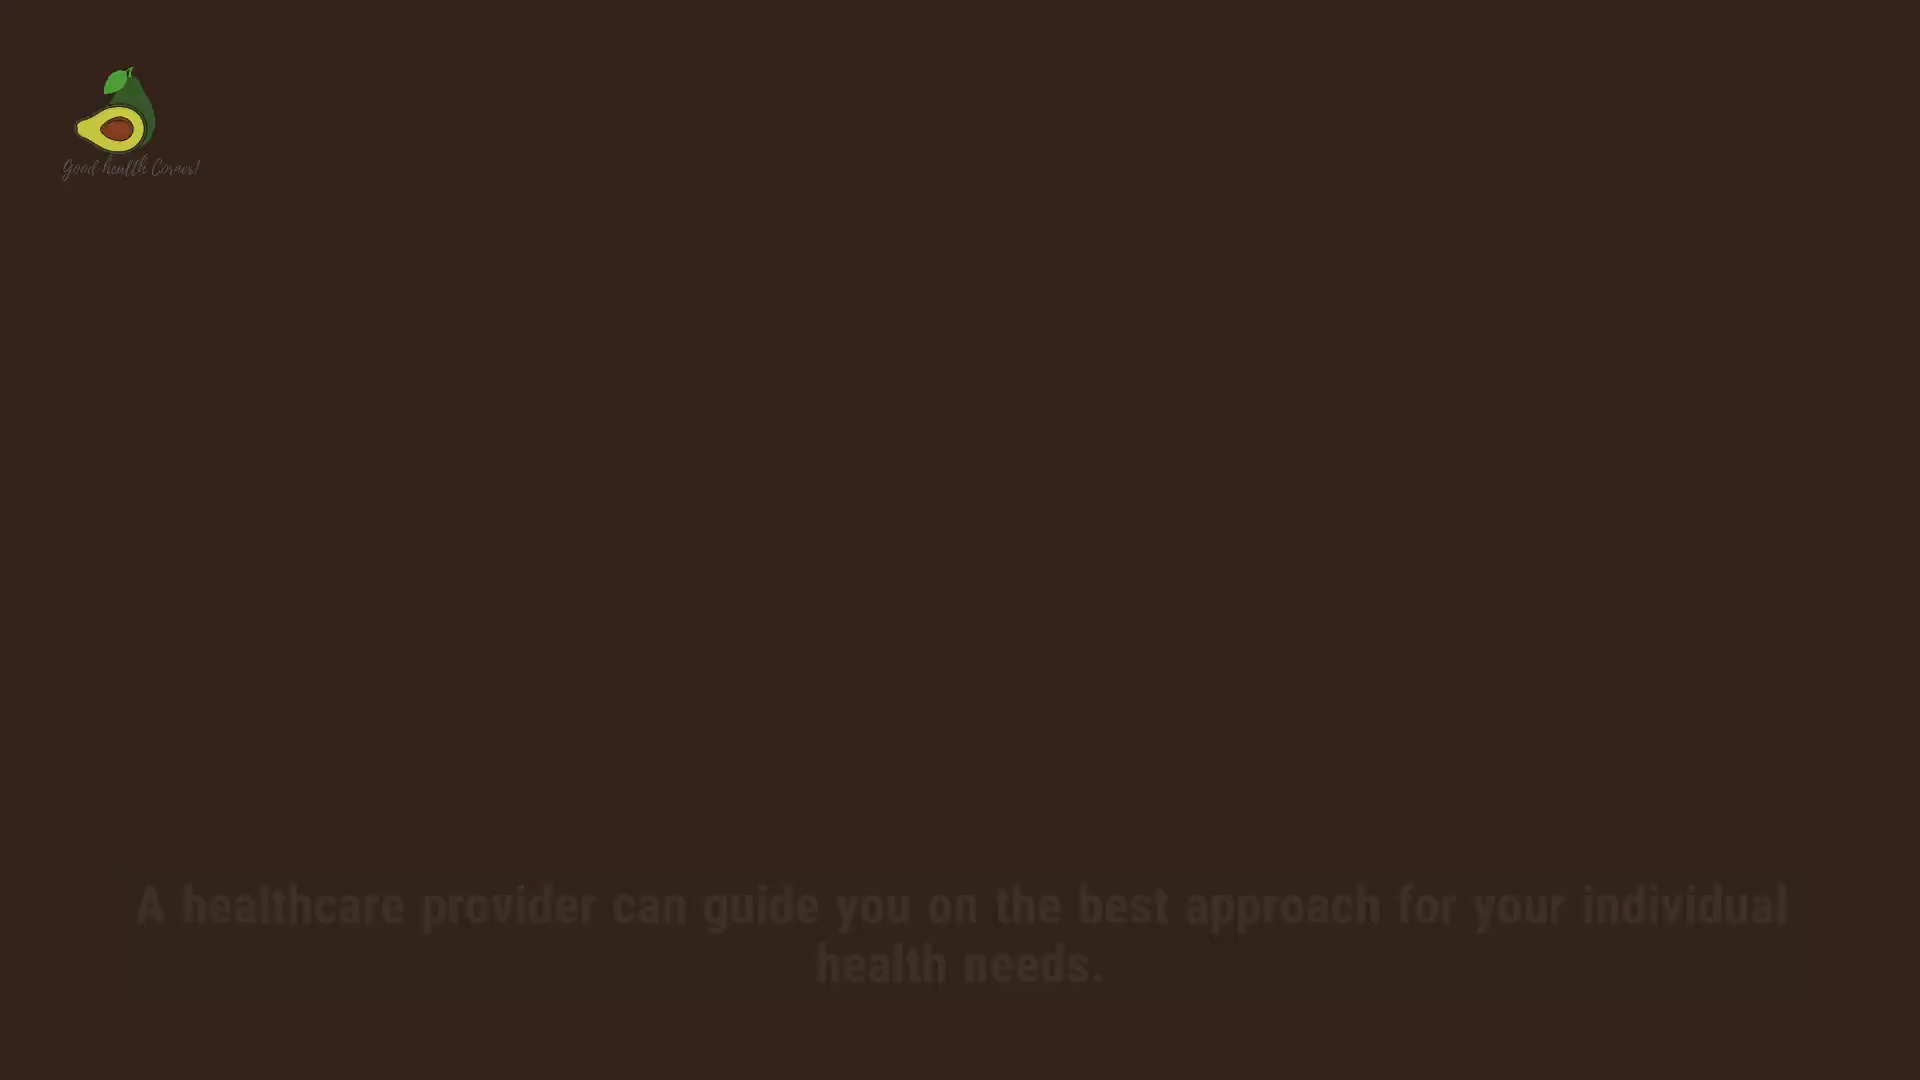 Good health Corner!
A healthcare provider can guide you on the best approach for your individual
health needs.